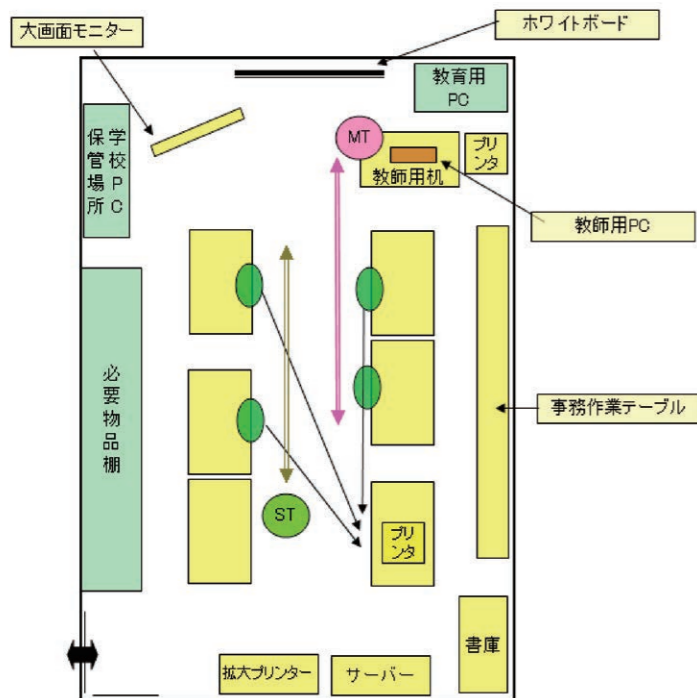 大画面モニター
ホワイトボード
教育用
PC
学校PC
保管場所
MT
教師用机
プリ
ンタ
教師用PC
必要物品棚
事務作業テーブル
ST
プリ
ンタ
書庫
拡大プリンター
サーバー